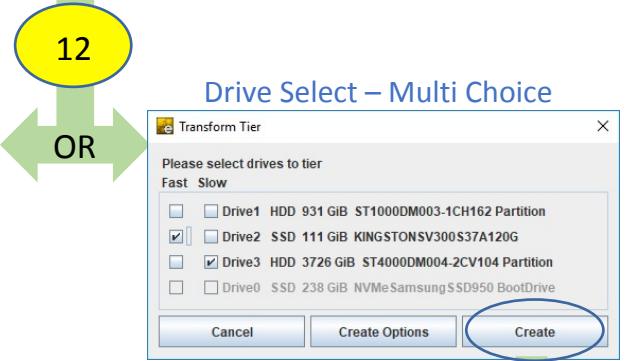 12
Drive Select – Multi Choice
OR
Transform Tier
Please select drives to tier
Fast Slow
Drive1 HDD 931 GiB ST1000DM003-1CH162 Partition
Drive2 SSD 111 GiB KINGSTONSV300S37A120G
Drive3 HDD 3726 GiB ST4000DM004-2CV104 Partition
Drive0 SSD 238 GiB NVMeSamsungSSD950 BootDrive
Cancel Create Options Create